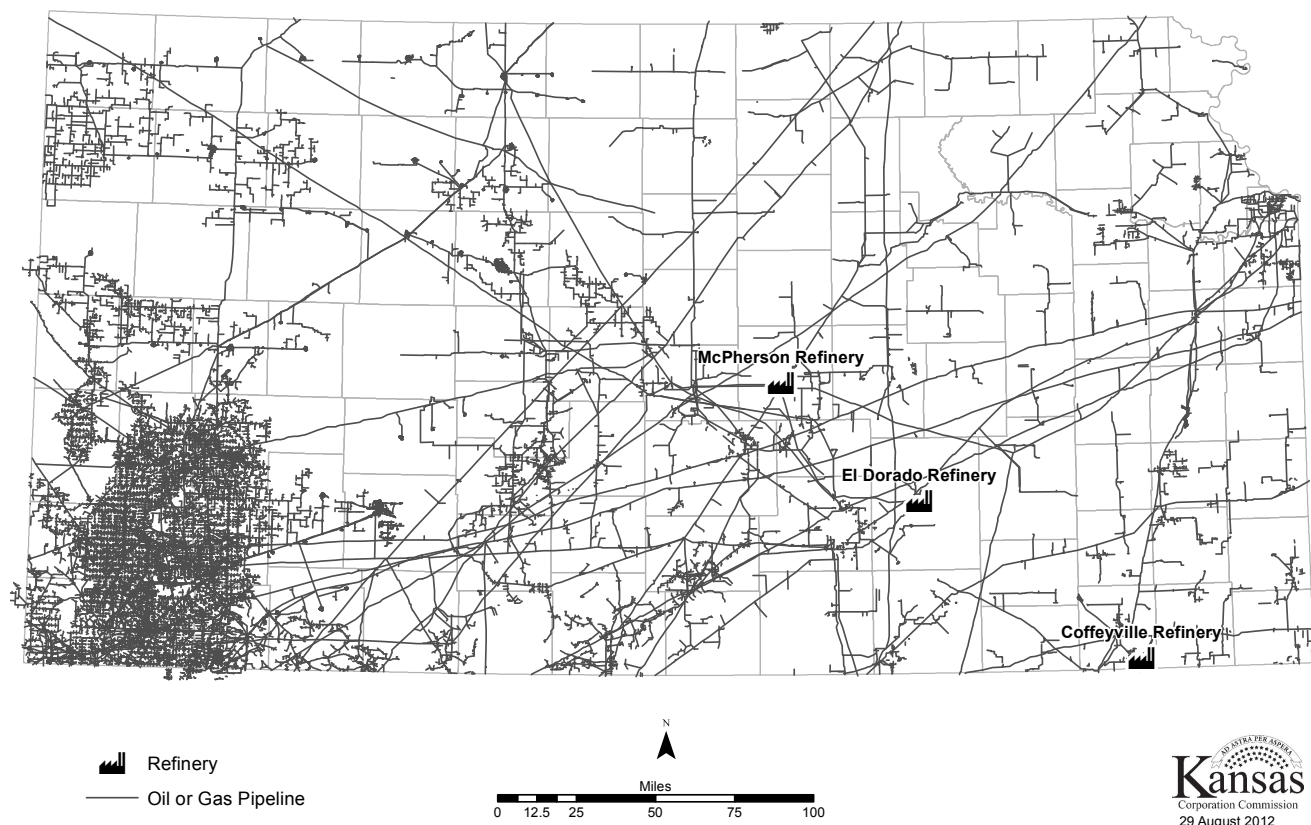 McPherson Refinery
El Dorado Refinery
Coffeyville Refinery
N
Refinery
Oil or Gas Pipeline
Miles
0 12.5 25 50 75 100
AD ASTRA PER ASPERA
Kansas
Corporation Commission
29 August 2012